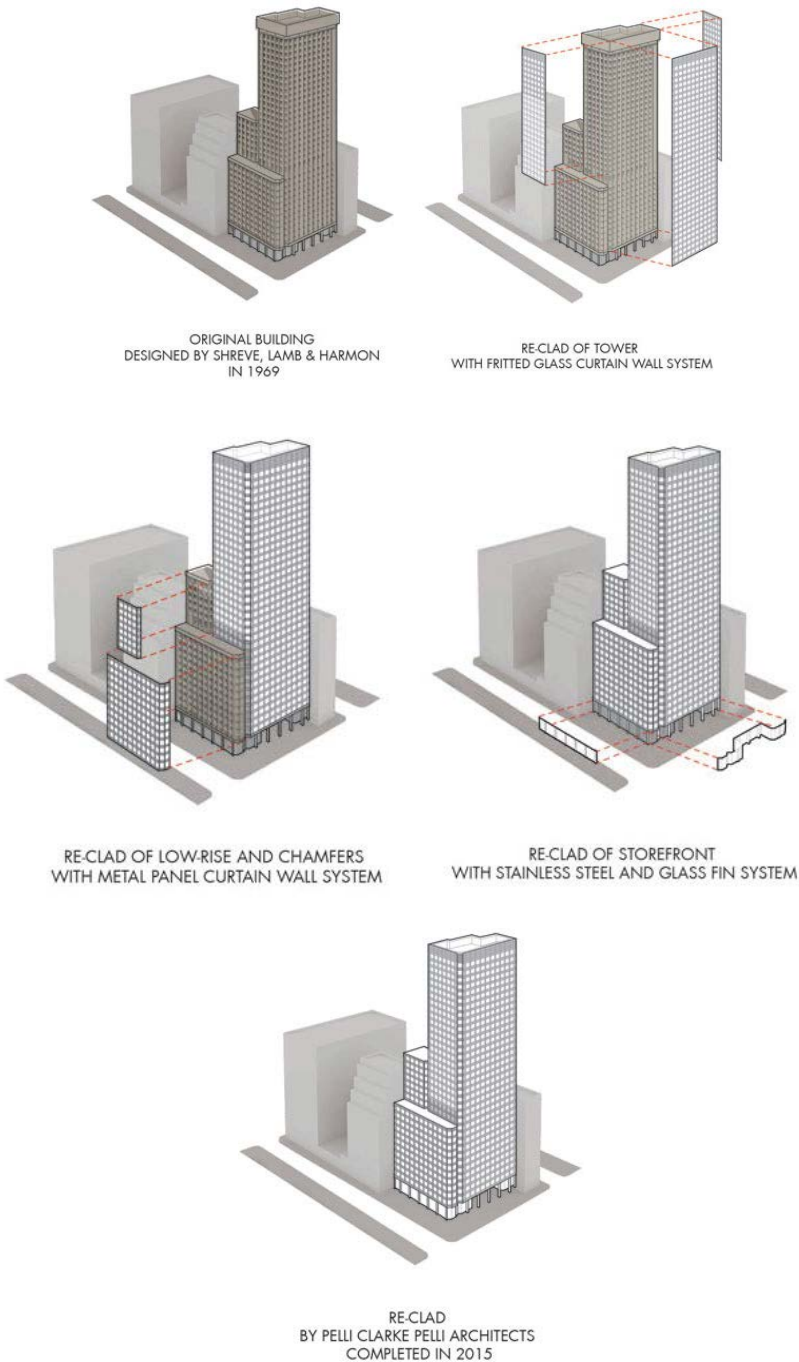 ORIGINAL BUILDING
DESIGNED BY SHREVE, LAMB & HARMON
IN 1969
RE-CLAD OF TOWER
WITH FRITTED GLASS CURTAIN WALL SYSTEM
RE-CLAD OF LOW-RISE AND CHAMFERS
WITH METAL PANEL CURTAIN WALL SYSTEM
RE-CLAD OF STOREFRONT
WITH STAINLESS STEEL AND GLASS FIN SYSTEM
RE-CLAD
BY PELLI CLARKE PELLI ARCHITECTS
COMPLETED IN 2015